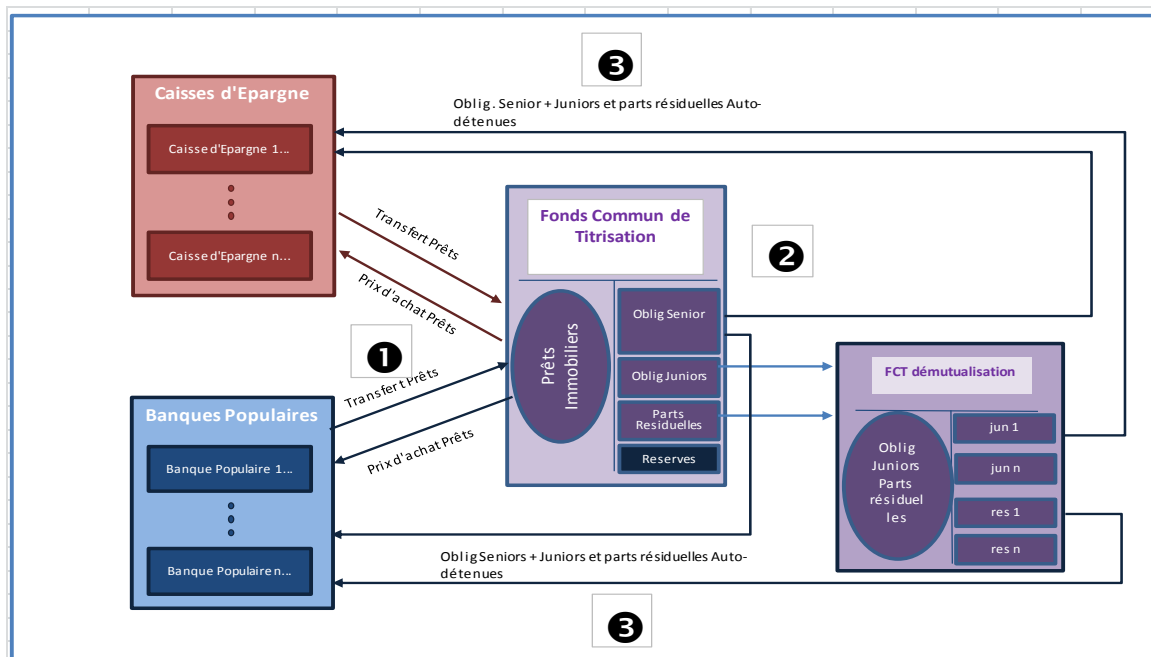 ❸
Caisses d'Epargne
Oblig. Senior + Juniors et parts résiduelles Auto-
détenues
Caisse d'Epargne 1...
Caisse d'Epargne n...
Transfert Prêts
Prix d'achat Prêts
Fonds Commun de
Titrisation
❷
Oblig Senior
Prêts
Immobiliers
❶
Transfert Prêts
Oblig Juniors
FCT démutualisation
Banques Populaires
Prix d'achat Prêts
Parts
Residuelles
Reserves
Banque Populaire 1...
Banque Populaire n...
Oblig
Juniors
Parts
résiduel
les
jun 1
jun n
res 1
res n
Oblig Seniors + Juniors et parts résiduelles Auto-
détenues
❸